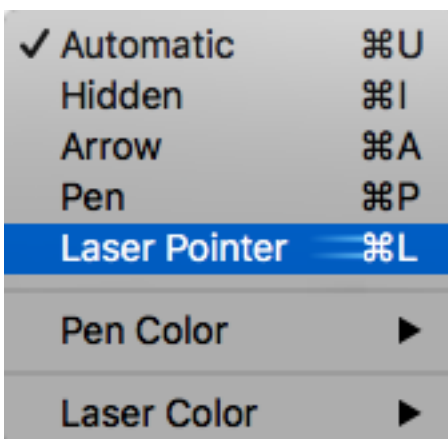 ✓ Automatic ⌘U
Hidden ⌘I
Arrow ⌘A
Pen ⌘P
Laser Pointer ⌘L
Pen Color ▶
Laser Color ▶